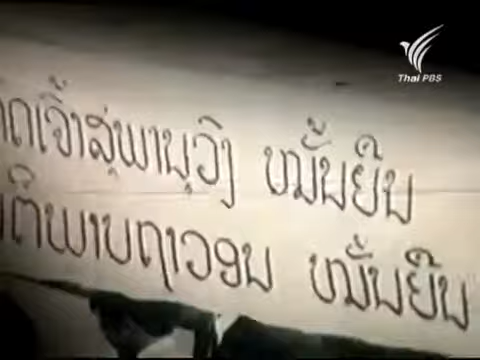 Thai PBS
ເຈົ້າສຸພານຸວົງ ໝັ້ນຍືນ
ຕິພາບຖາວອນ ໝັ້ນຍືນ